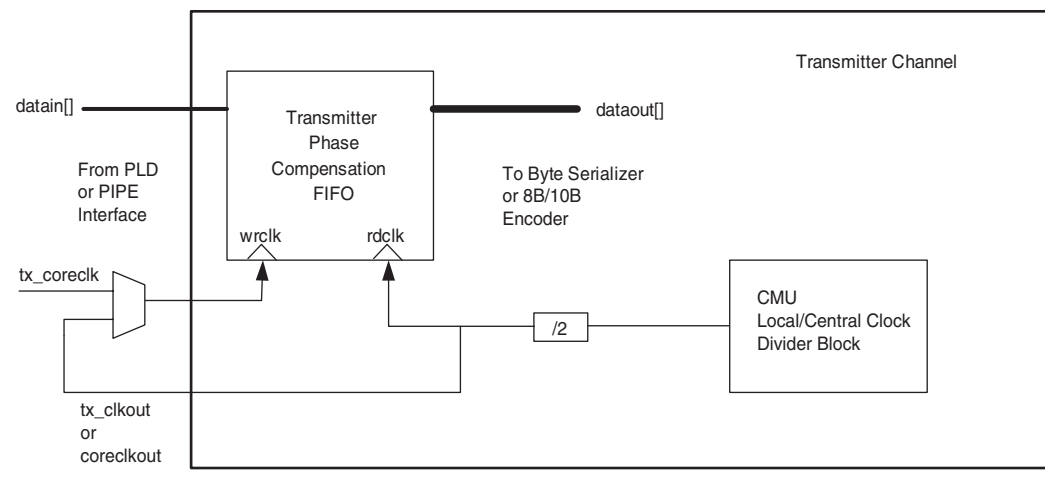 Transmitter Channel
datain[]
Transmitter
Phase
Compensation
FIFO
dataout[]
From PLD
or PIPE
Interface
To Byte Serializer
or 8B/10B
Encoder
wrclk
rdclk
tx_coreclk
/2
CMU
Local/Central Clock
Divider Block
tx_clkout
or
coreclkout